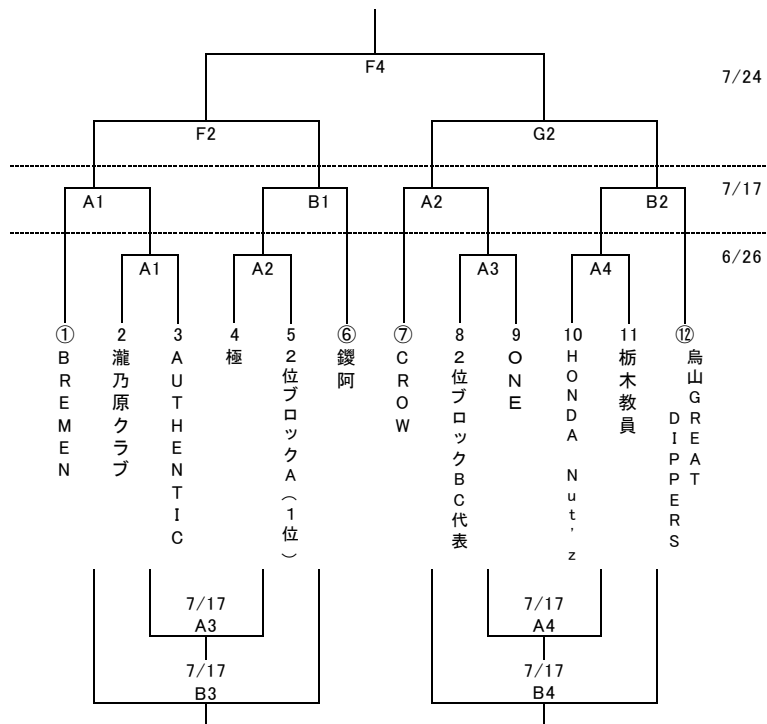 F4
7/24
F2
G2
7/17
A1
B1
A2
B2
6/26
A1
A2
A3
A4
① BREMEN
2 瀧乃原クラブ
3 AUTHENTIC
4 極
5 2位ブロックA(1位)
⑥ 鑁阿
⑦ CROW
8 2位ブロックBC代表
9 ONE
10 HONDA Nut'z
11 栃木教員
⑫ 烏山GREAT
DIPPERS
7/17
A3
7/17
A4
7/17
B3
7/17
B4